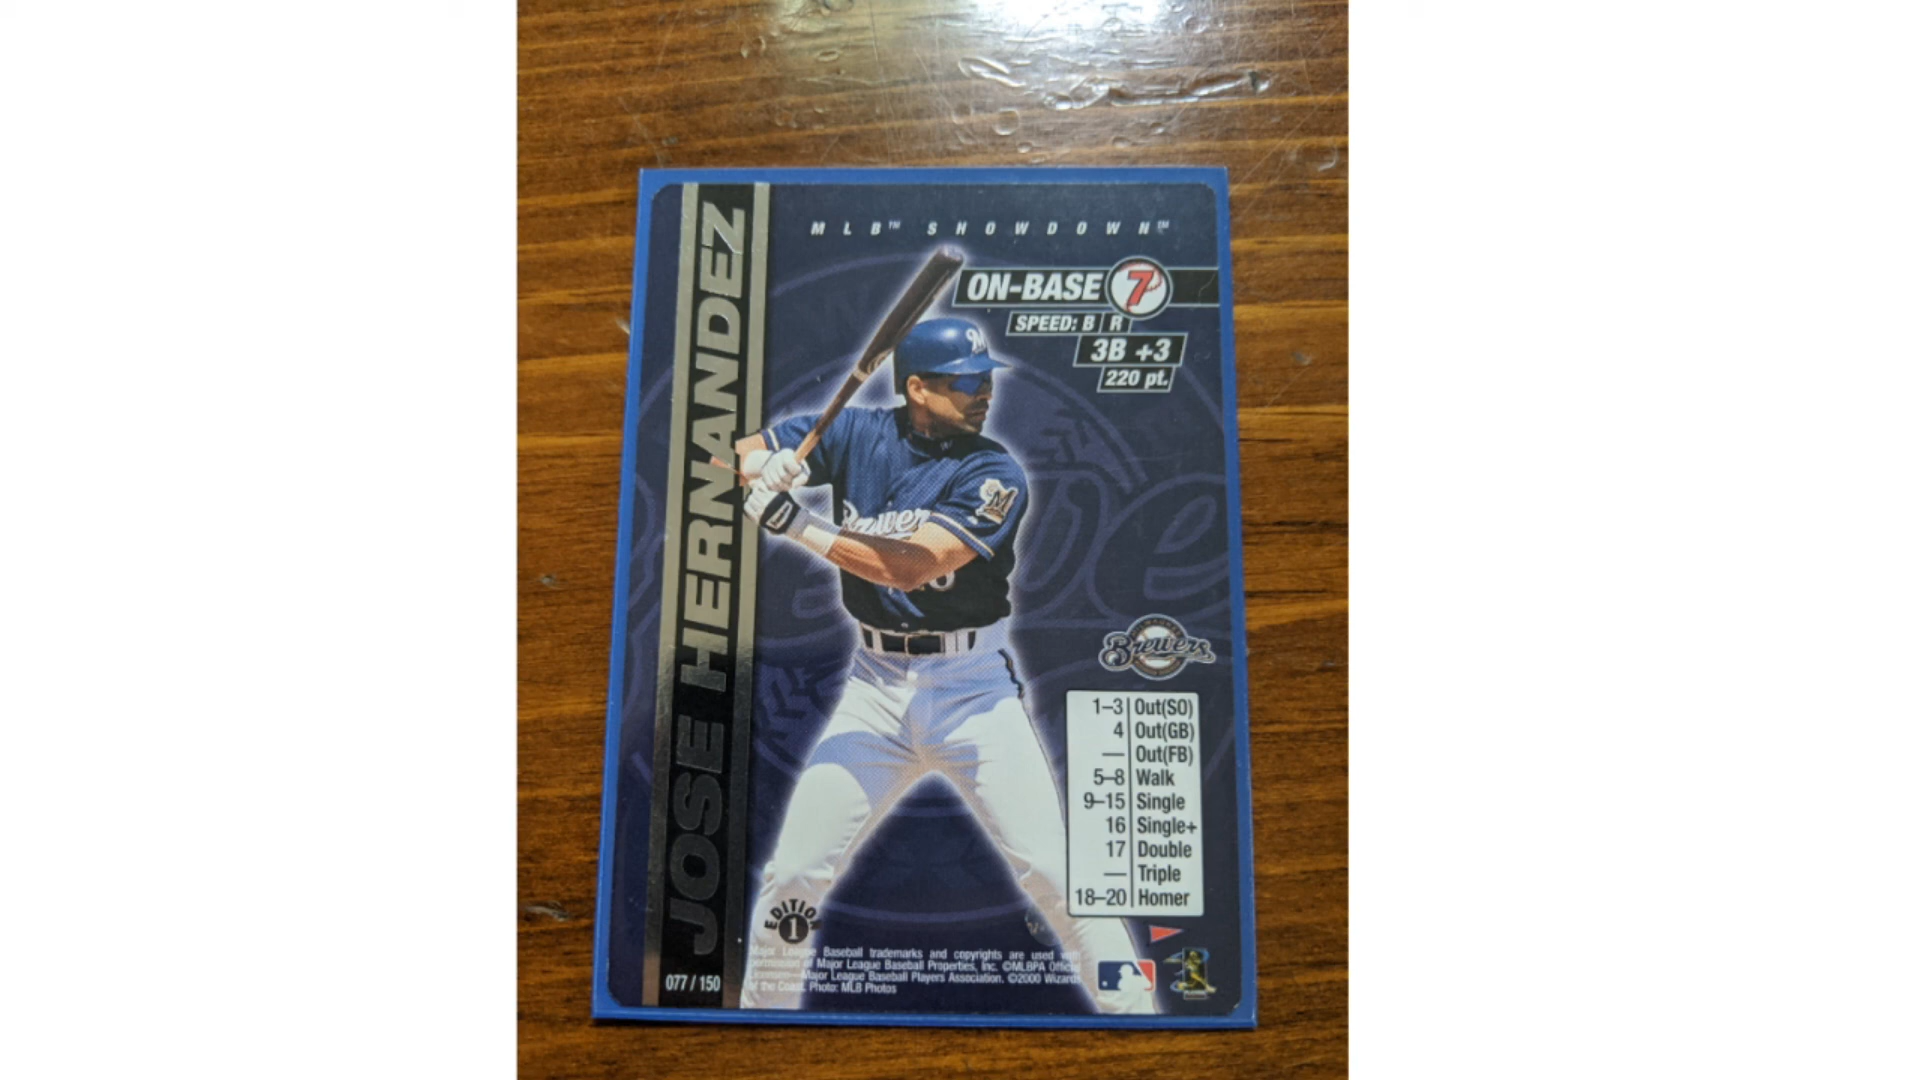 MLB™ SHOWDOWN™
JOSE HERNANDEZ
ON-BASE 7
SPEED: B R
3B +3
220 pt.
M
Brewer
M
Brewers
1–3 Out(SO)
4 Out(GB)
— Out(FB)
5–8 Walk
9–15 Single
16 Single+
17 Double
— Triple
18–20 Homer
EDITION
1
Major League Baseball trademarks and copyrights are used with
permission of Major League Baseball Properties, Inc. ©MLBPA Official
Licensee—Major League Baseball Players Association. ©2000 Wizards
of the Coast. Photo: MLB Photos
077 / 150